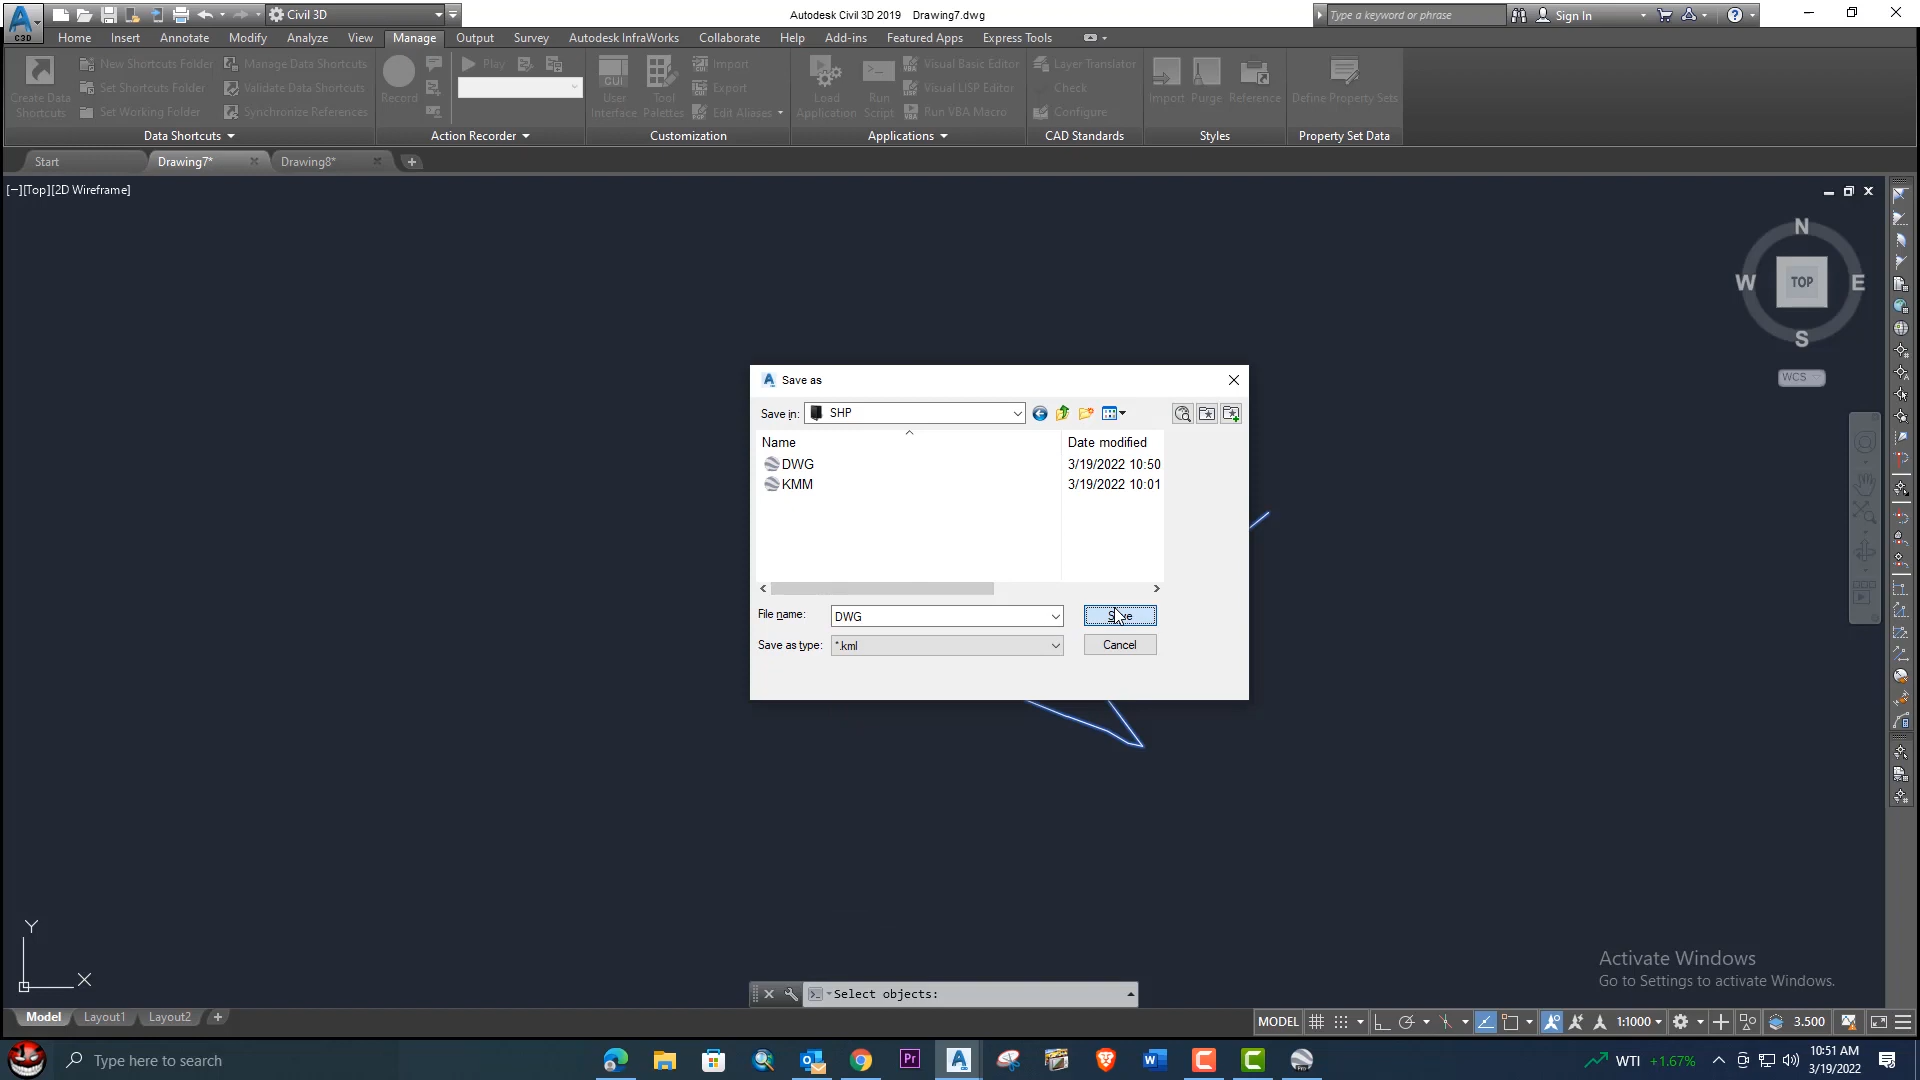 Civil 3D
Autodesk Civil 3D 2019 Drawing7.dwg
Type a keyword or phrase
Sign In
C3D
Home Insert Annotate Modify Analyze View Manage Output Survey Autodesk InfraWorks Collaborate Help Add-ins Featured Apps Express Tools
New Shortcuts Folder Manage Data Shortcuts Play Import Visual Basic Editor Layer Translator
CUI
Set Shortcuts Folder Validate Data Shortcuts Export Visual LISP Editor Check
Create Data Shortcuts
Record
User Interface
Tool Palettes
Load Application
Run Script
Import Purge Reference Define Property Sets
Set Working Folder Synchronize References Edit Aliases Run VBA Macro Configure
Data Shortcuts Action Recorder Customization Applications CAD Standards Styles Property Set Data
Start Drawing7* Drawing8*
[−][Top][2D Wireframe]
N
W TOP E
S
WCS
Save as
Save in: SHP
Name Date modified
DWG 3/19/2022 10:50
KMM 3/19/2022 10:01
File name: DWG
Save as type: *.kml
Cancel
Y
X
Activate Windows
Go to Settings to activate Windows.
Select objects:
Model Layout1 Layout2
MODEL 1:1000 3.500
Type here to search
Pr
WTI +1.67%
10:51 AM
3/19/2022